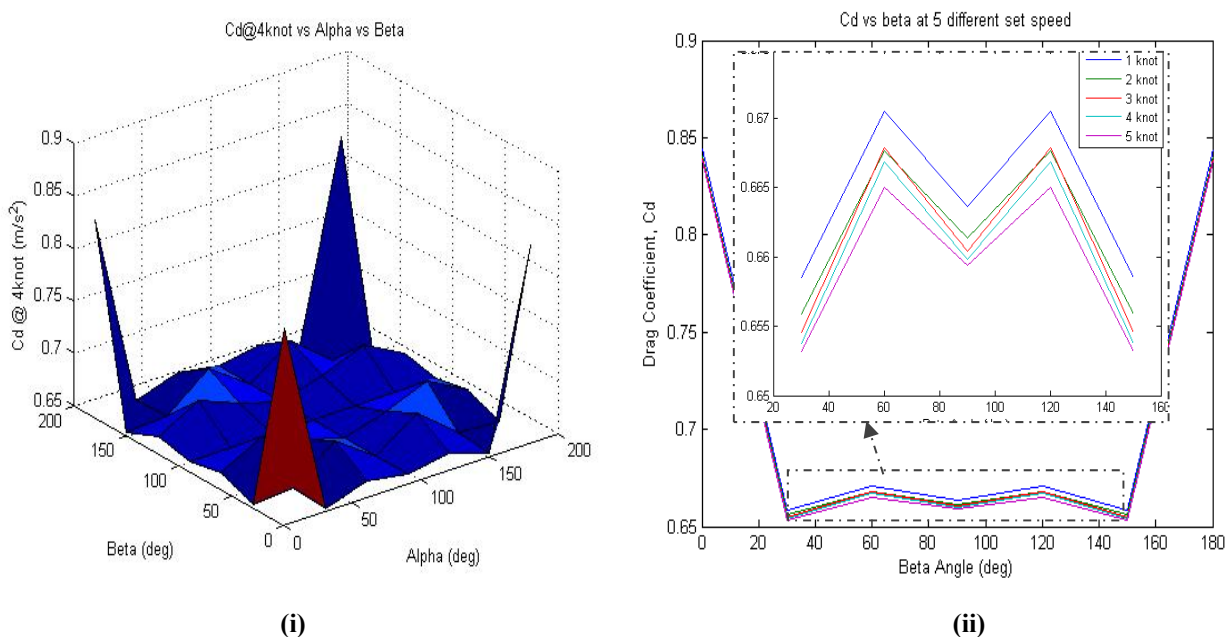 Cd@4knot vs Alpha vs Beta
Cd @ 4knot (m/s²)
0.9
0.85
0.8
0.75
0.7
0.65
200
150
100
50
0
Beta (deg)
0
50
100
150
200
Alpha (deg)
(i)
Cd vs beta at 5 different set speed
Drag Coefficient, Cd
0.9
0.85
0.8
0.75
0.7
0.65
0 20 40 60 80 100 120 140 160 180
Beta Angle (deg)
0.67
0.665
0.66
0.655
0.65
20 40 60 80 100 120 140 16
1 knot
2 knot
3 knot
4 knot
5 knot
(ii)